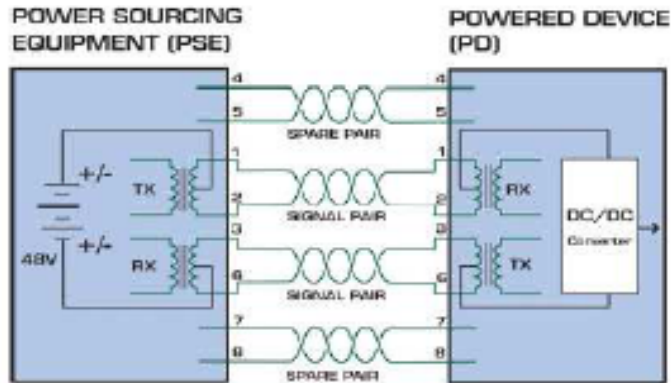 POWER SOURCING
EQUIPMENT (PSE)
POWERED DEVICE
(PD)
4
4
5
5
SPARE PAIR
1
1
+/-
TX
RX
2
2
SIGNAL PAIR
DC/DC
Converter
3
3
+/-
48V
RX
TX
6
6
SIGNAL PAIR
7
7
8
8
SPARE PAIR